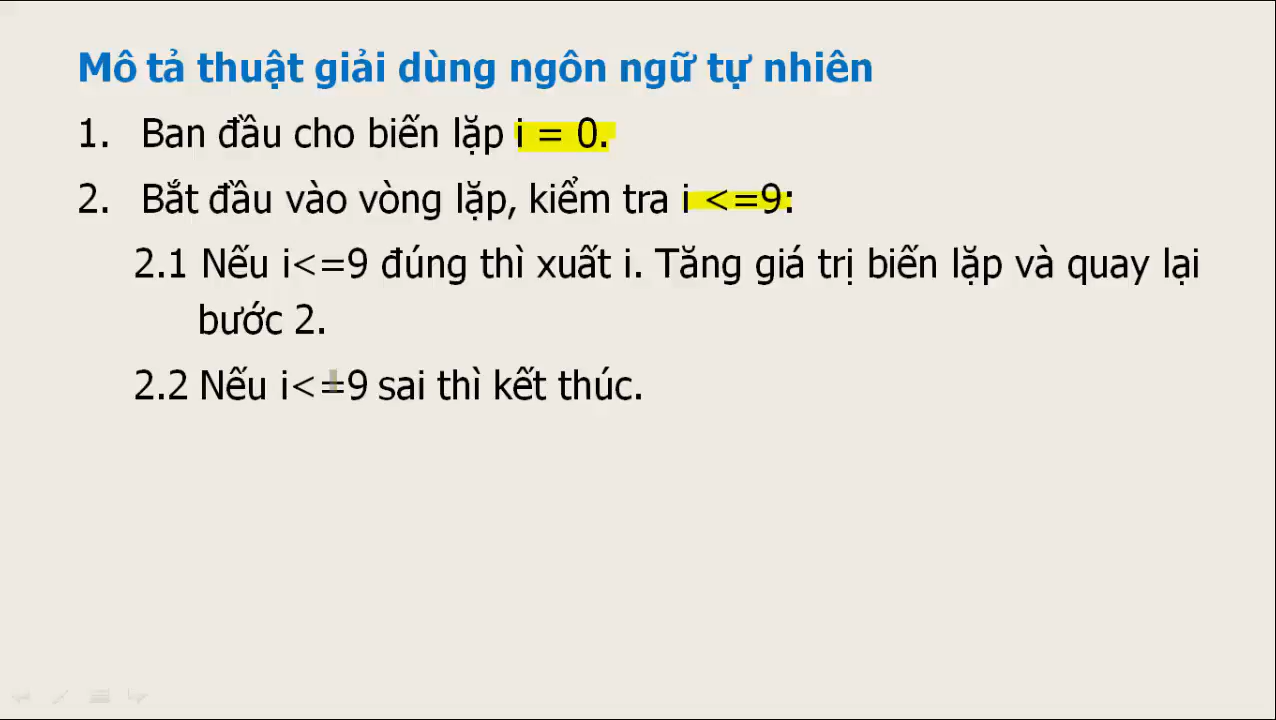 Mô tả thuật giải dùng ngôn ngữ tự nhiên
1. Ban đầu cho biến lặp i = 0.
2. Bắt đầu vào vòng lặp, kiểm tra i <=9:
2.1 Nếu i<=9 đúng thì xuất i. Tăng giá trị biến lặp và quay lại
bước 2.
2.2 Nếu i<=9 sai thì kết thúc.